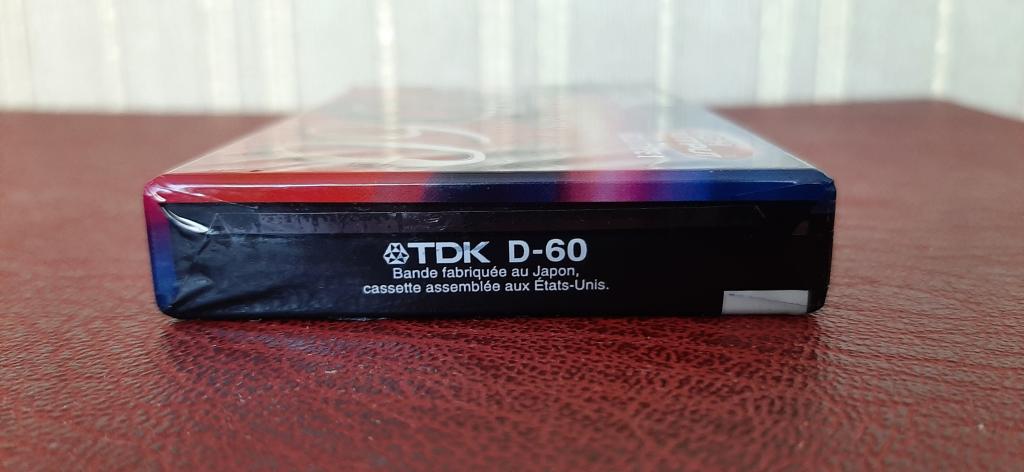 TDK D-60
Bande fabriquée au Japon,
cassette assemblée aux États-Unis.